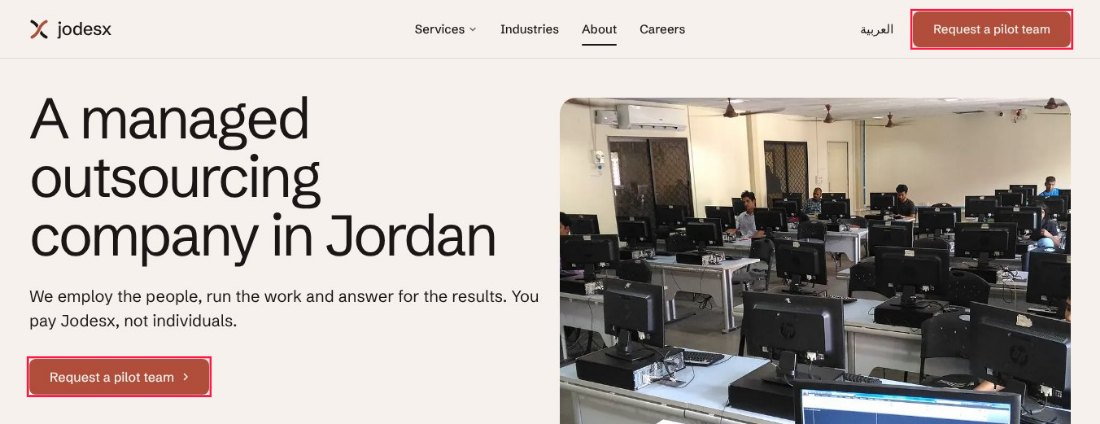 jodesx
Services
Industries
About
Careers
العربية
Request a pilot team
A managed
outsourcing
company in Jordan
We employ the people, run the work and answer for the results. You
pay Jodesx, not individuals.
Request a pilot team